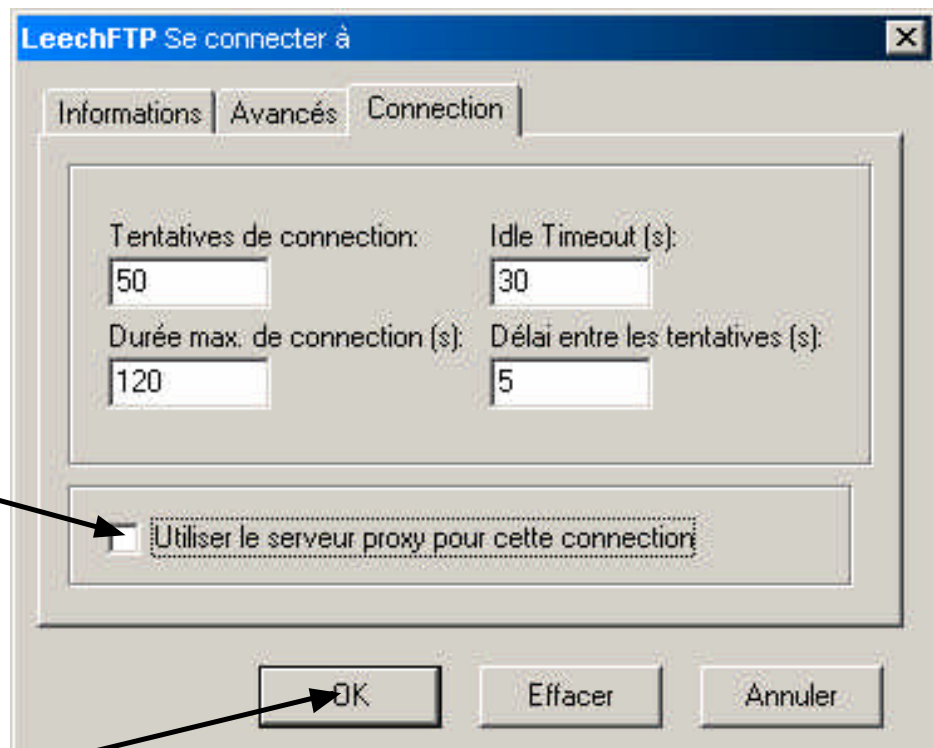 LeechFTP Se connecter à
Informations Avancés Connection
Tentatives de connection: Idle Timeout (s):
50 30
Durée max. de connection (s): Délai entre les tentatives (s):
120 5
Utiliser le serveur proxy pour cette connection
OK Effacer Annuler